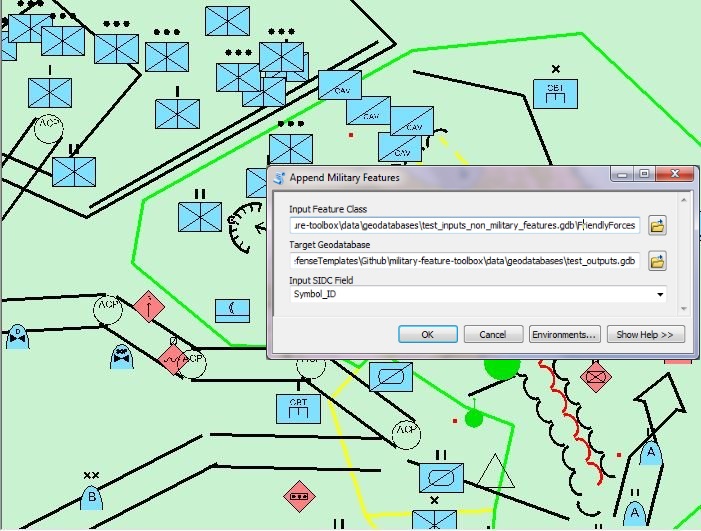 ACP
CAV
CAV
CAV
CAV
CBT
Append Military Features
Input Feature Class
ure-toolbox\data\geodatabases\test_inputs_non_military_features.gdb\FriendlyForces
Target Geodatabase
fenseTemplates\Github\military-feature-toolbox\data\geodatabases\test_outputs.gdb
Input SIDC Field
Symbol_ID
OK
Cancel
Environments...
Show Help >>
ACP
D
ACP
ACP
CBT
ACP
A
B
A